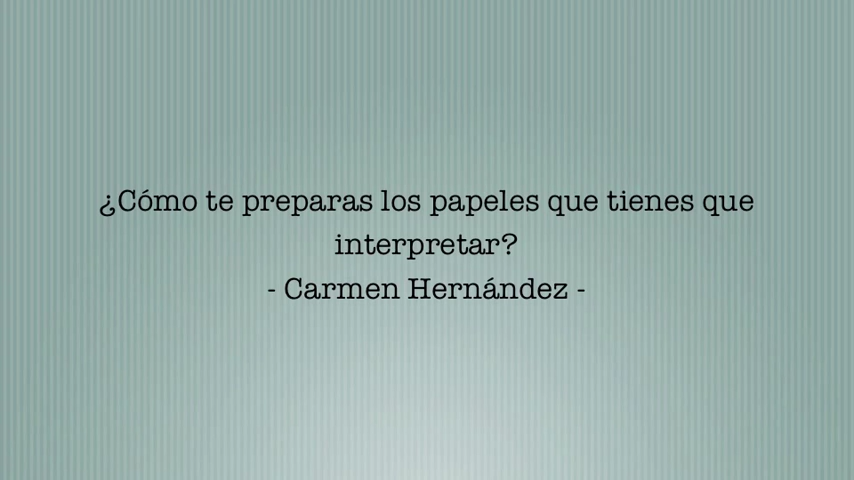 ¿Cómo te preparas los papeles que tienes que
interpretar?
- Carmen Hernández -